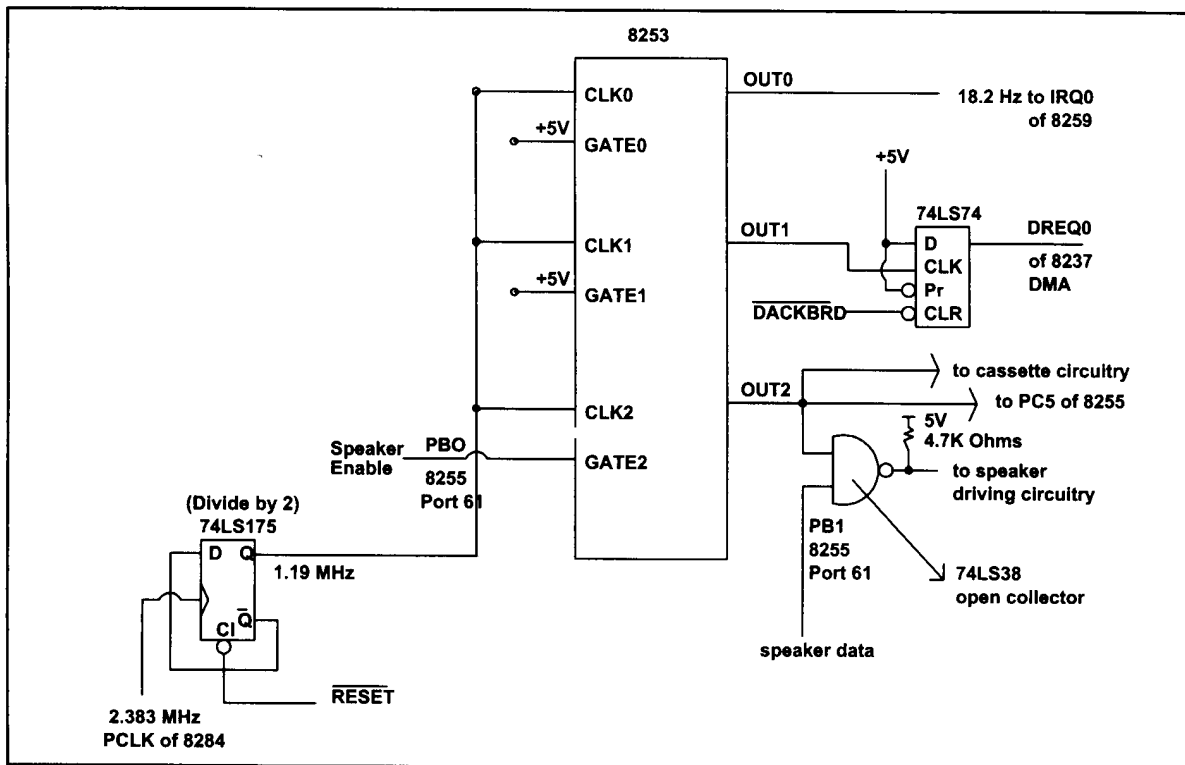 8253
CLK0
+5V
GATE0
CLK1
+5V
GATE1
CLK2
GATE2
OUT0
18.2 Hz to IRQ0
of 8259
+5V
74LS74
OUT1
D
CLK
Pr
CLR
DREQ0
of 8237
DMA
DACKBRD
OUT2
to cassette circuitry
to PC5 of 8255
5V
4.7K Ohms
to speaker
driving circuitry
PB1
8255
Port 61
74LS38
open collector
speaker data
Speaker
Enable
PBO
8255
Port 61
(Divide by 2)
74LS175
D Q
1.19 MHz
Q̅
Cl
RESET
2.383 MHz
PCLK of 8284